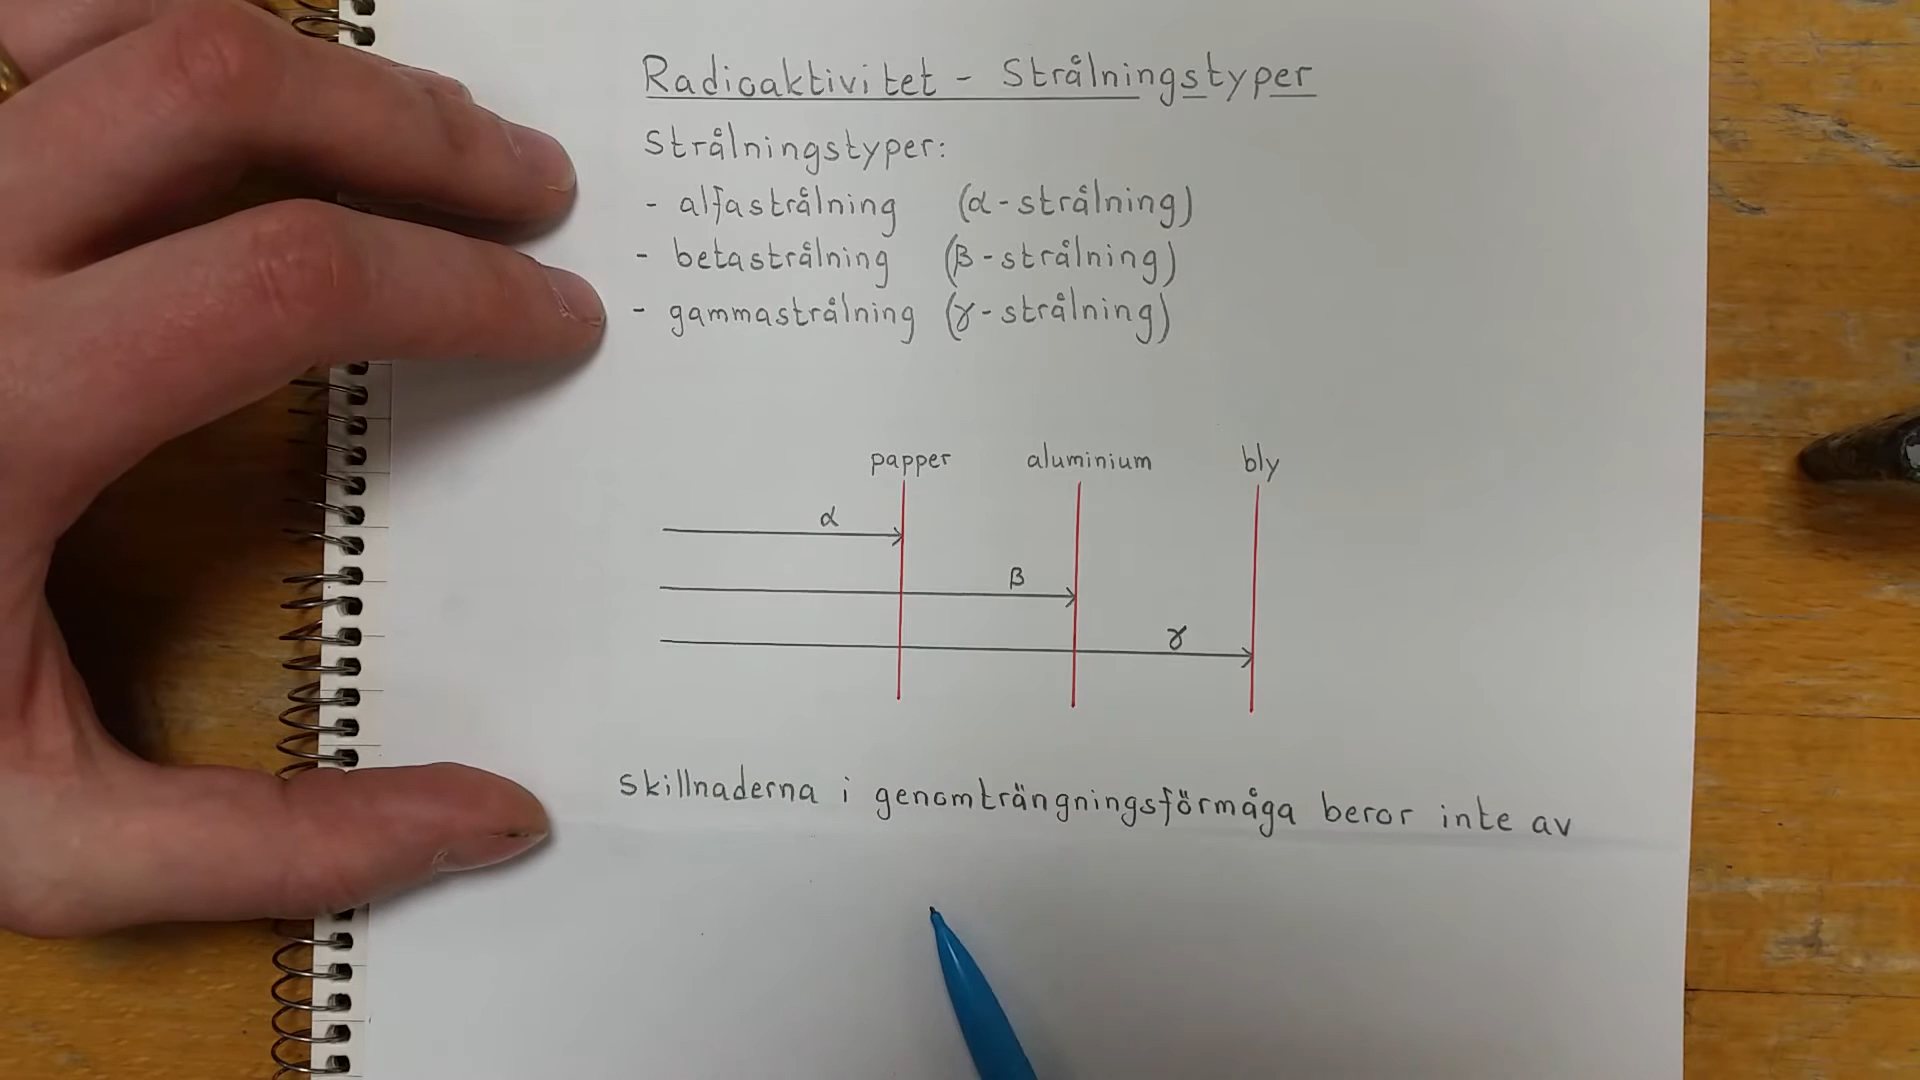 Radioaktivitet - Strålningstyper
Strålningstyper:
- alfastrålning (α-strålning)
- betastrålning (β-strålning)
- gammastrålning (γ-strålning)
papper aluminium bly
α
β
γ
skillnaderna i genomträngningsförmåga beror inte av